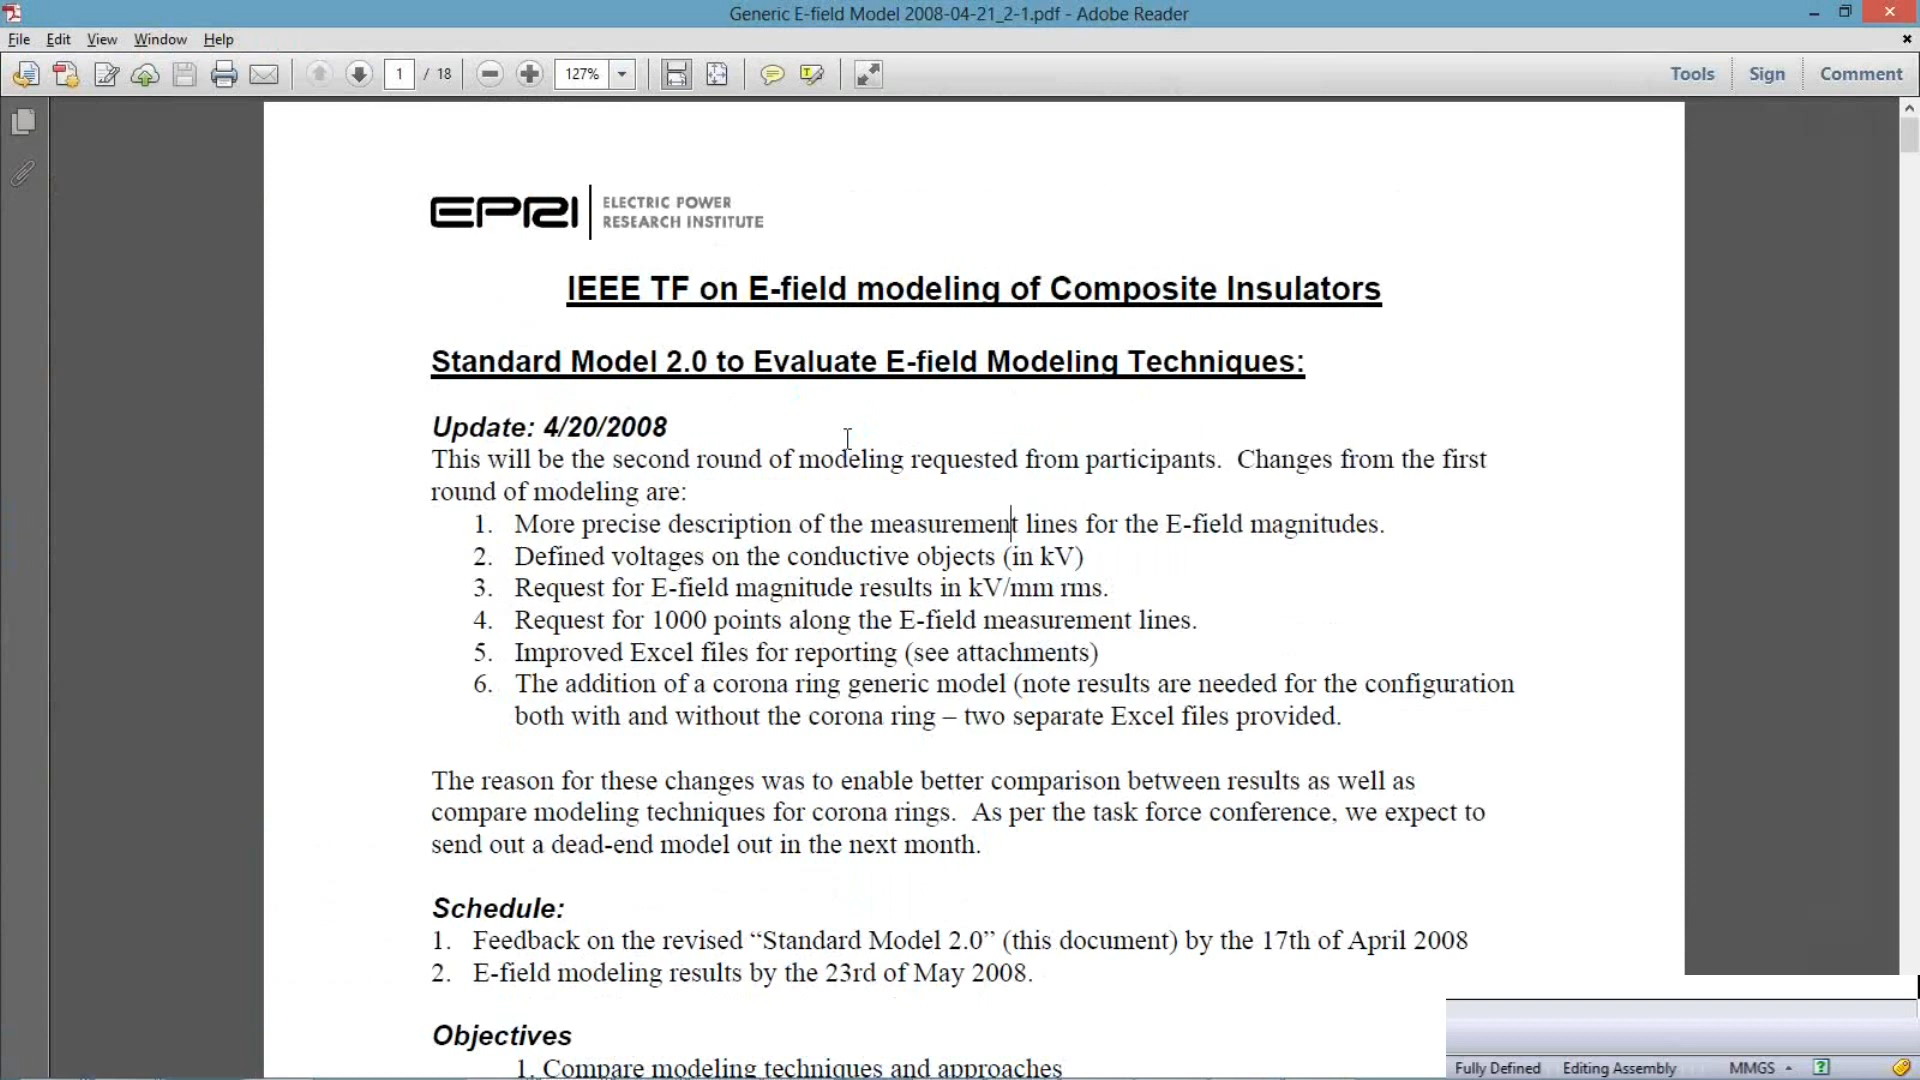 Generic E-field Model 2008-04-21_2-1.pdf - Adobe Reader
File Edit View Window Help
1 / 18 127% Tools Sign Comment
EPRI ELECTRIC POWER
RESEARCH INSTITUTE
IEEE TF on E-field modeling of Composite Insulators
Standard Model 2.0 to Evaluate E-field Modeling Techniques:
Update: 4/20/2008
This will be the second round of modeling requested from participants. Changes from the first
round of modeling are:
1. More precise description of the measurement lines for the E-field magnitudes.
2. Defined voltages on the conductive objects (in kV)
3. Request for E-field magnitude results in kV/mm rms.
4. Request for 1000 points along the E-field measurement lines.
5. Improved Excel files for reporting (see attachments)
6. The addition of a corona ring generic model (note results are needed for the configuration
both with and without the corona ring – two separate Excel files provided.
The reason for these changes was to enable better comparison between results as well as
compare modeling techniques for corona rings. As per the task force conference, we expect to
send out a dead-end model out in the next month.
Schedule:
1. Feedback on the revised “Standard Model 2.0” (this document) by the 17th of April 2008
2. E-field modeling results by the 23rd of May 2008.
Objectives
1. Compare modeling techniques and approaches
Fully Defined Editing Assembly MMGS